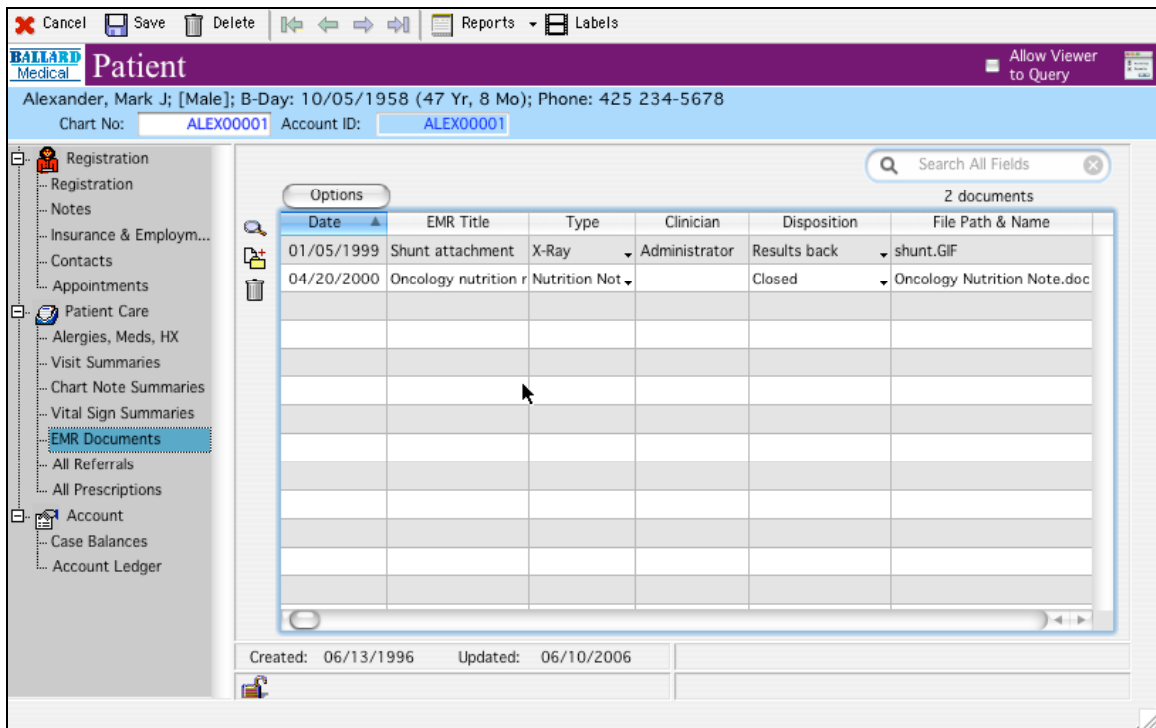 Cancel Save Delete Reports Labels
BALLARD
Medical
Patient
Allow Viewer
to Query
Alexander, Mark J; [Male]; B-Day: 10/05/1958 (47 Yr, 8 Mo); Phone: 425 234-5678
Chart No: ALEX00001 Account ID: ALEX00001
Registration
Registration
Notes
Insurance & Employm...
Contacts
Appointments
Patient Care
Alergies, Meds, HX
Visit Summaries
Chart Note Summaries
Vital Sign Summaries
EMR Documents
All Referrals
All Prescriptions
Account
Case Balances
Account Ledger
Search All Fields
Options 2 documents
Date EMR Title Type Clinician Disposition File Path & Name
01/05/1999 Shunt attachment X-Ray Administrator Results back shunt.GIF
04/20/2000 Oncology nutrition r Nutrition Not Closed Oncology Nutrition Note.doc
Created: 06/13/1996 Updated: 06/10/2006